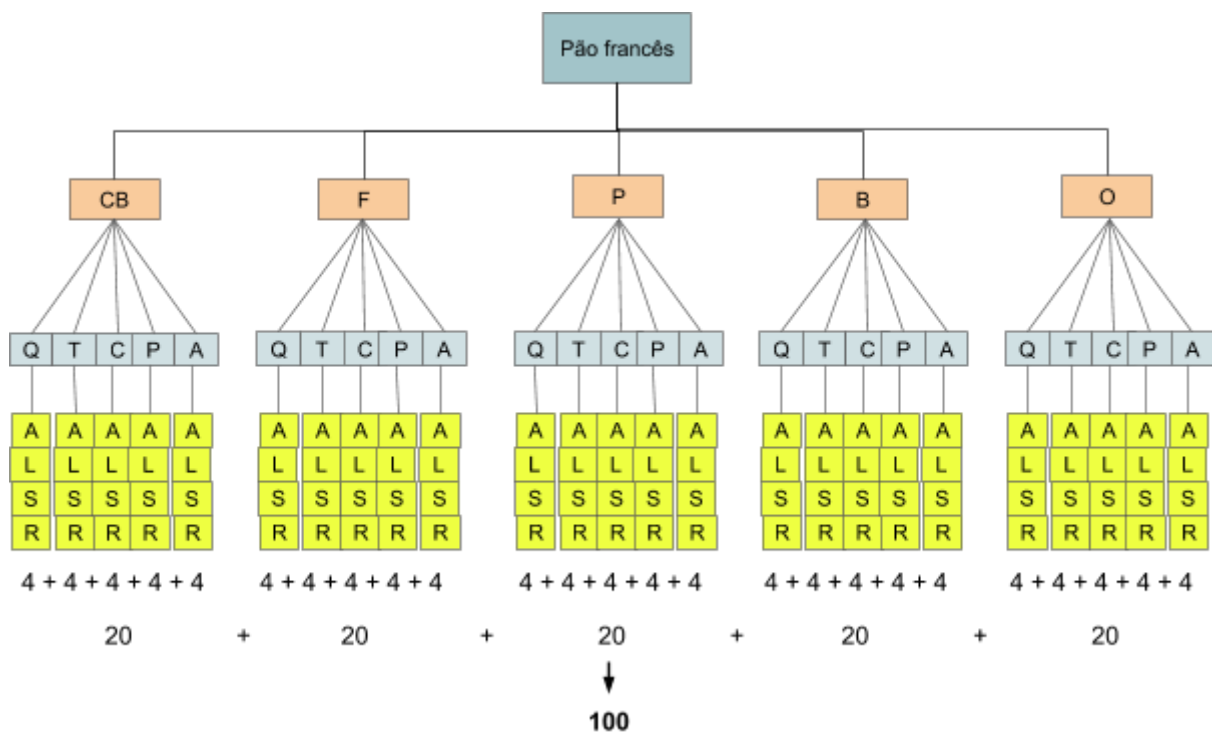 Pão francês
CB F P B O
Q T C P A Q T C P A Q T C P A Q T C P A Q T C P A
A A A A A A A A A A A A A A A A A A A A A A A A A
L L L L L L L L L L L L L L L L L L L L L L L L L
S S S S S S S S S S S S S S S S S S S S S S S S S
R R R R R R R R R R R R R R R R R R R R R R R R R
4 + 4 + 4 + 4 + 4 4 + 4 + 4 + 4 + 4 4 + 4 + 4 + 4 + 4 4 + 4 + 4 + 4 + 4 4 + 4 + 4 + 4 + 4
20 + 20 + 20 + 20 + 20
100